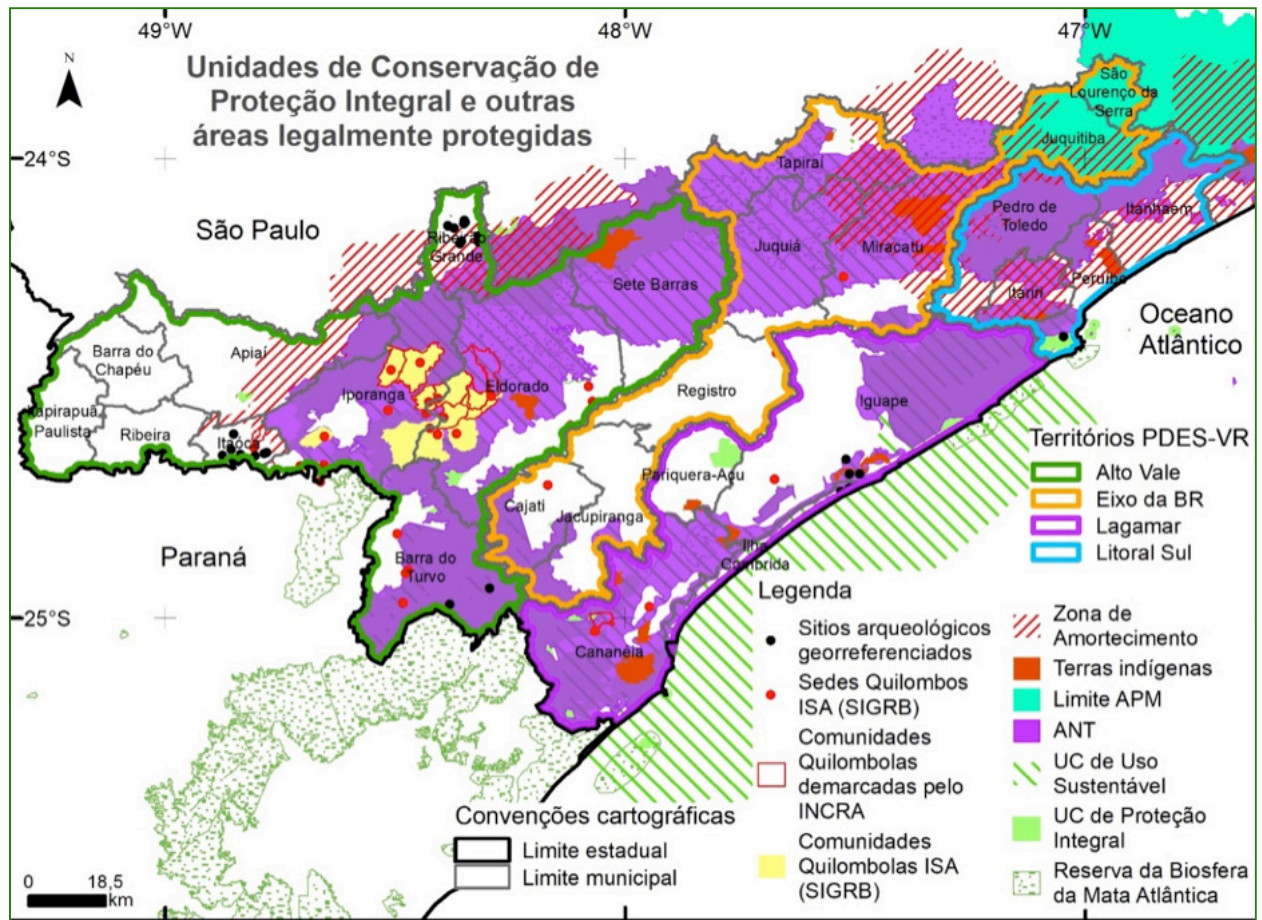 49°W
48°W
47°W
N
Unidades de Conservação de
Proteção Integral e outras
áreas legalmente protegidas
São
Lourenço da
Serra
Juquitiba
24°S
24°S
Tapiraí
São Paulo
Ribeirão
Grande
Pedro de
Toledo
Itanhaém
Juquiá
Miracatu
Sete Barras
Itariri
Peruíbe
Oceano
Atlântico
Barra do
Chapéu
Apiaí
Iporanga
Eldorado
Registro
Iguape
Itapirapuã
Paulista
Ribeira
Itaóca
Pariquera-Açu
Cajati
Jacupiranga
Ilha
Comprida
Paraná
Barra do
Turvo
25°S
Cananéia
Territórios PDES-VR
Alto Vale
Eixo da BR
Lagamar
Litoral Sul
Legenda
Sitios arqueológicos
georreferenciados
Sedes Quilombos
ISA (SIGRB)
Comunidades
Quilombolas
demarcadas pelo
INCRA
Comunidades
Quilombolas ISA
(SIGRB)
Zona de
Amortecimento
Terras indígenas
Limite APM
ANT
UC de Uso
Sustentável
UC de Proteção
Integral
Reserva da Biosfera
da Mata Atlântica
Convenções cartográficas
Limite estadual
Limite municipal
0 18,5
km
49°W
48°W
47°W